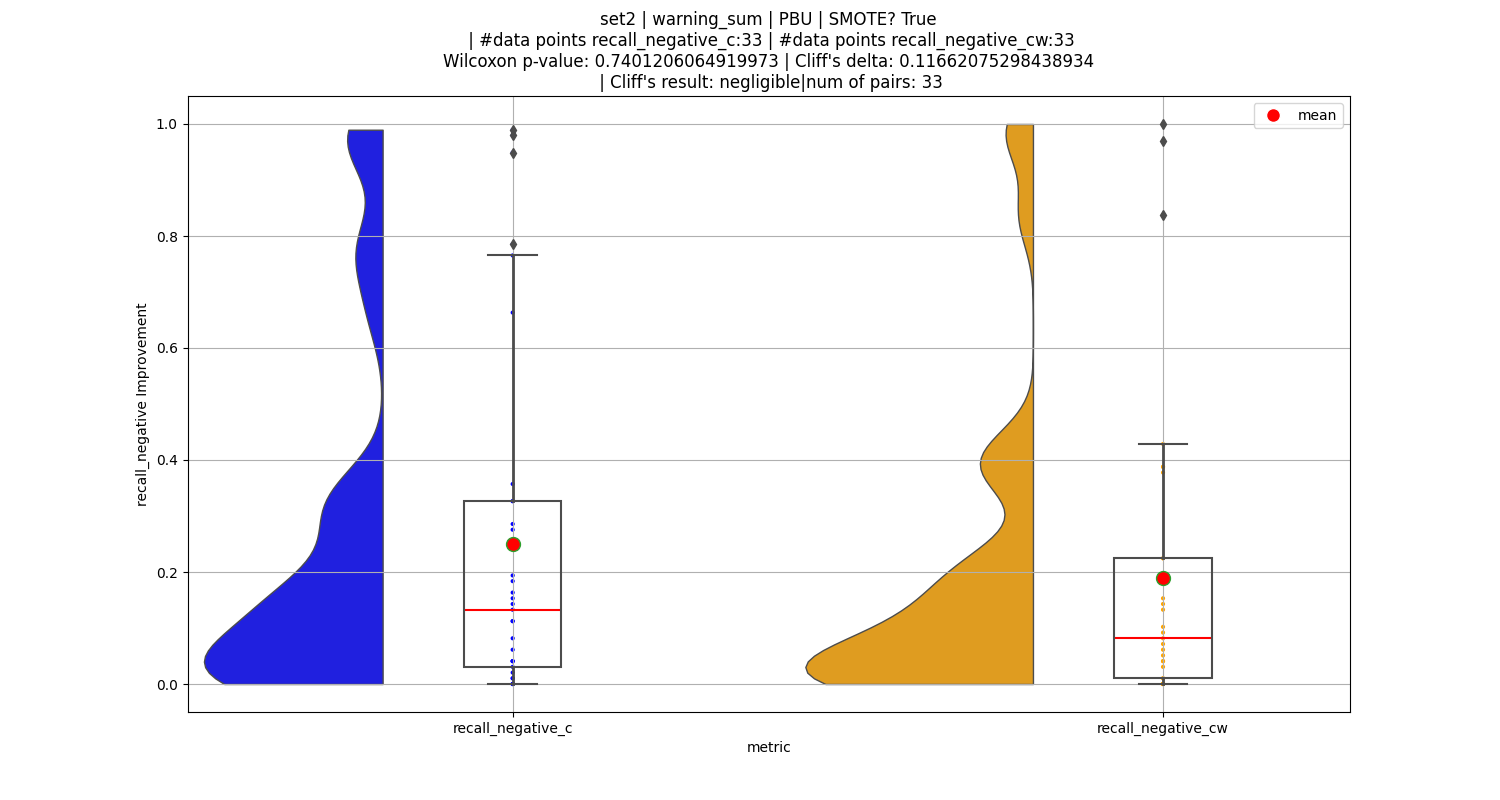 set2 | warning_sum | PBU | SMOTE? True
| #data points recall_negative_c:33 | #data points recall_negative_cw:33
Wilcoxon p-value: 0.7401206064919973 | Cliff's delta: 0.11662075298438934
| Cliff's result: negligible|num of pairs: 33
mean
1.0
0.8
0.6
0.4
0.2
0.0
recall_negative Improvement
recall_negative_c
recall_negative_cw
metric